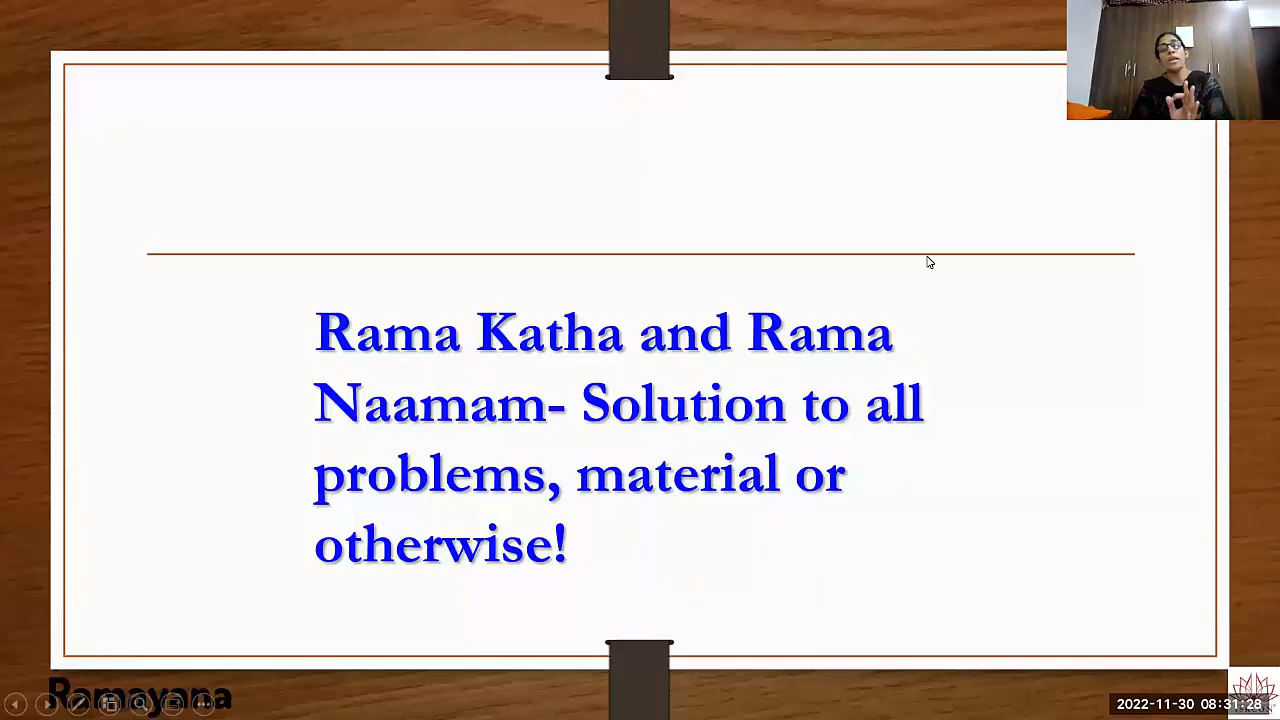 Rama Katha and Rama
Naamam- Solution to all
problems, material or
otherwise!
Ramayana
2022-11-30 08:31:28